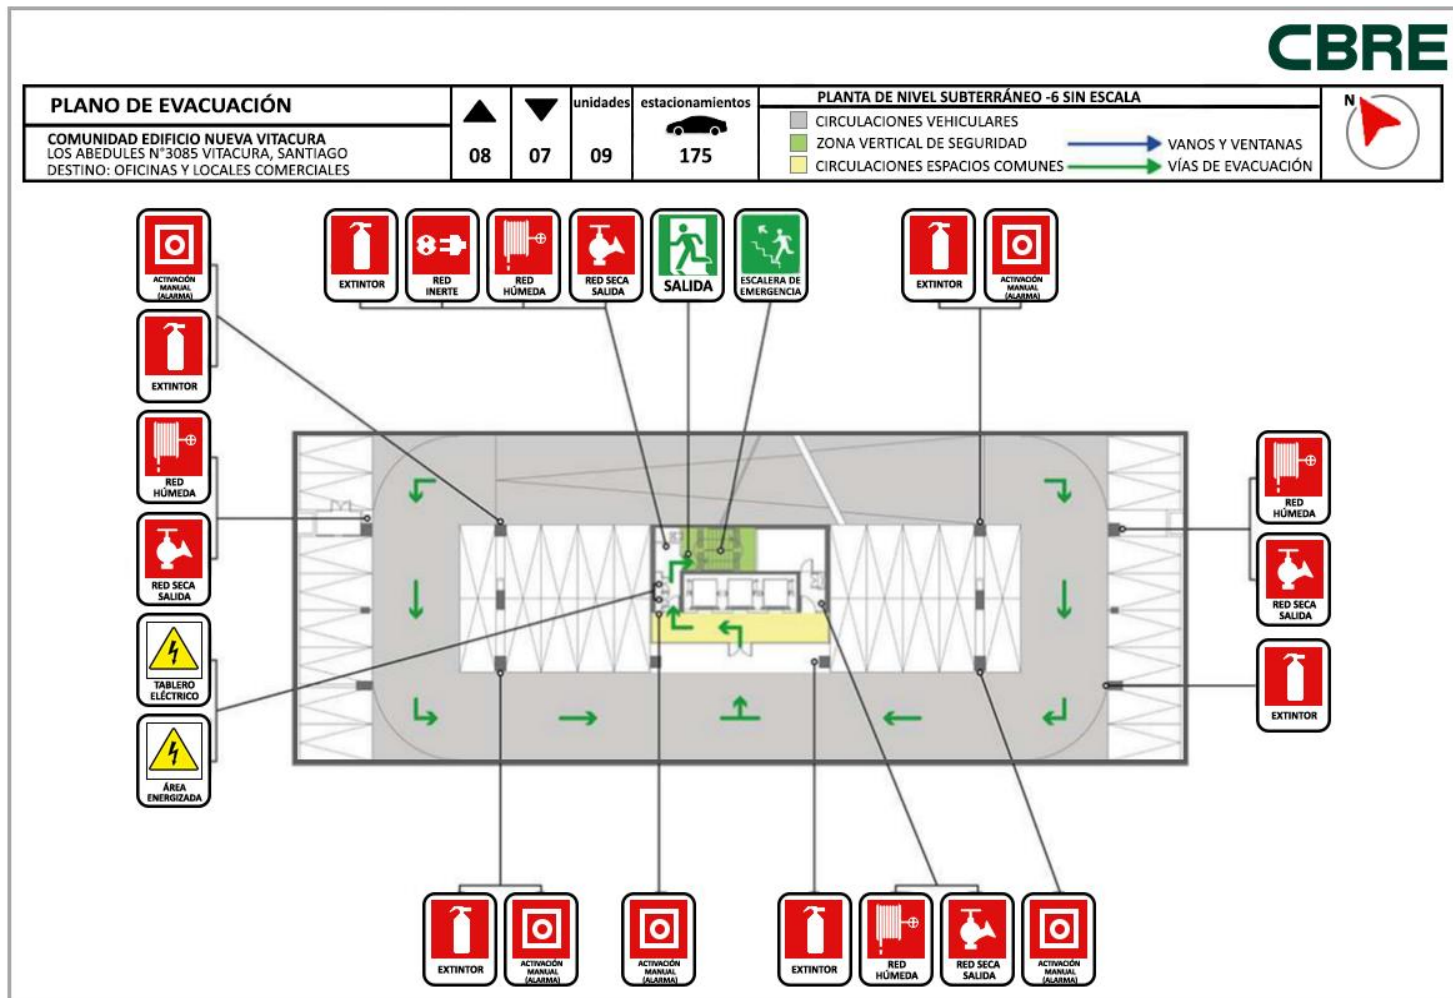 CBRE
PLANO DE EVACUACIÓN
COMUNIDAD EDIFICIO NUEVA VITACURA
LOS ABEDULES N°3085 VITACURA, SANTIAGO
DESTINO: OFICINAS Y LOCALES COMERCIALES
08
07
unidades
09
estacionamientos
175
PLANTA DE NIVEL SUBTERRÁNEO -6 SIN ESCALA
CIRCULACIONES VEHICULARES
ZONA VERTICAL DE SEGURIDAD
CIRCULACIONES ESPACIOS COMUNES
VANOS Y VENTANAS
VÍAS DE EVACUACIÓN
N
ACTIVACIÓN
MANUAL
(ALARMA)
EXTINTOR
RED
HÚMEDA
RED SECA
SALIDA
TABLERO
ELÉCTRICO
ÁREA
ENERGIZADA
EXTINTOR
RED
INERTE
RED
HÚMEDA
RED SECA
SALIDA
SALIDA
ESCALERA DE
EMERGENCIA
EXTINTOR
ACTIVACIÓN
MANUAL
(ALARMA)
RED
HÚMEDA
RED SECA
SALIDA
EXTINTOR
EXTINTOR
ACTIVACIÓN
MANUAL
(ALARMA)
ACTIVACIÓN
MANUAL
(ALARMA)
EXTINTOR
RED
HÚMEDA
RED SECA
SALIDA
ACTIVACIÓN
MANUAL
(ALARMA)